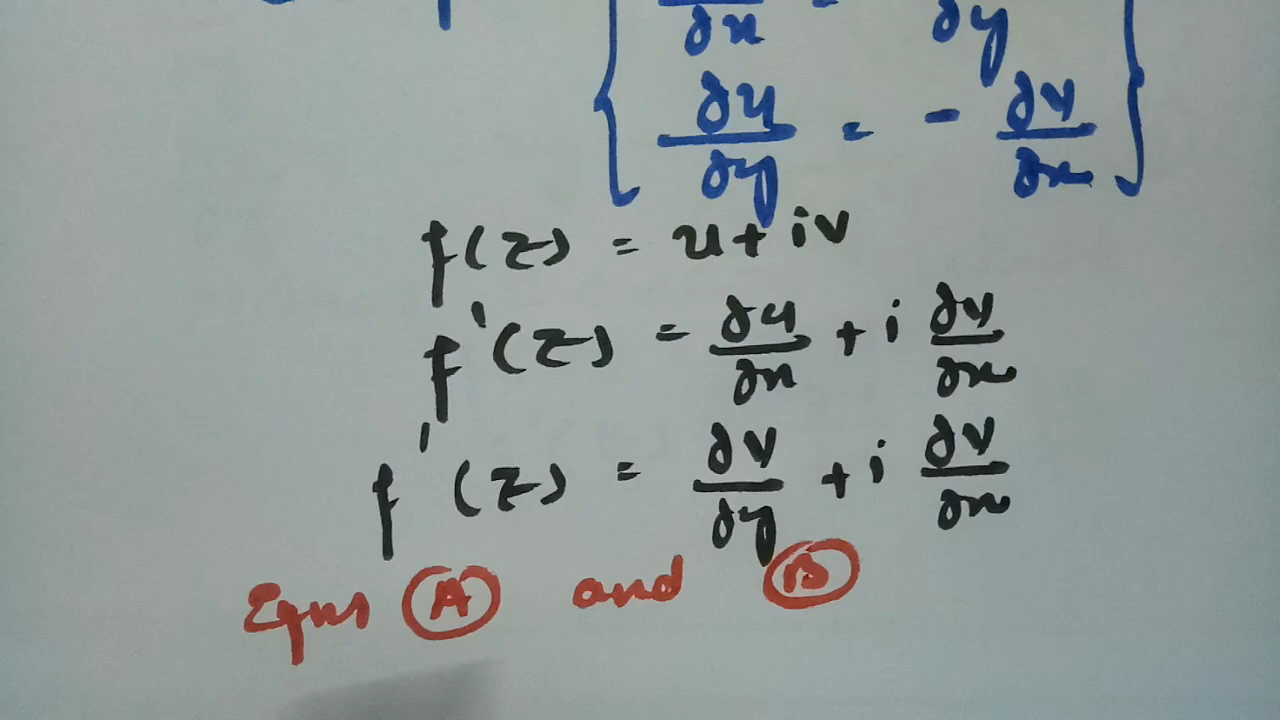 ∂x = ∂y
∂u/∂y = - ∂v/∂x
f(z) = u + iv
f'(z) = ∂u/∂x + i ∂v/∂x
f'(z) = ∂v/∂y + i ∂v/∂x
Eqns (A) and (B)